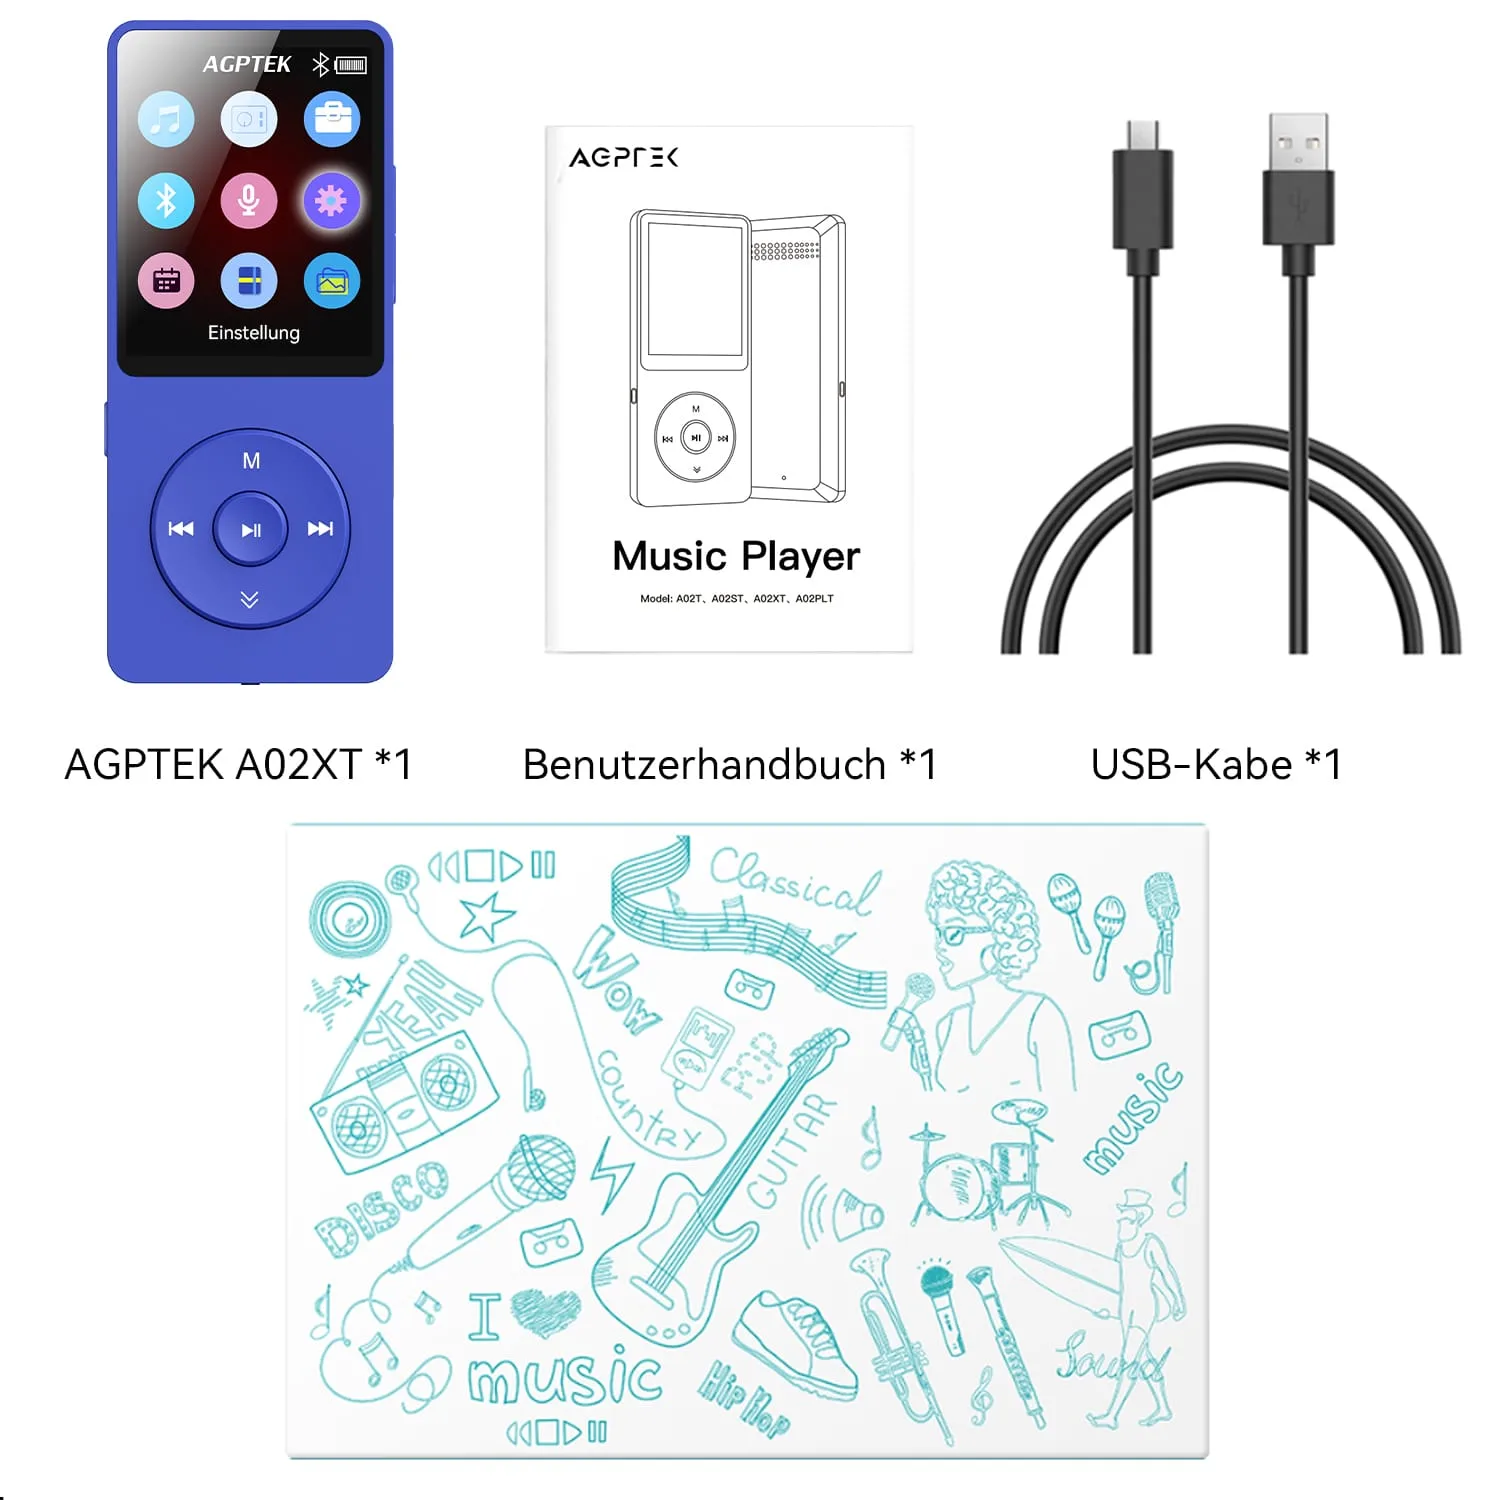 AGPTEK
Einstellung
M
AGPTEK
M
Music Player
Model: A02T、A02ST、A02XT、A02PLT
AGPTEK A02XT *1
Benutzerhandbuch *1
USB-Kabe *1
Classical
Wow
YEAH
COUNTRY
POP
GUITAR
music
DISCO
I
music
Hip Hop
Sound